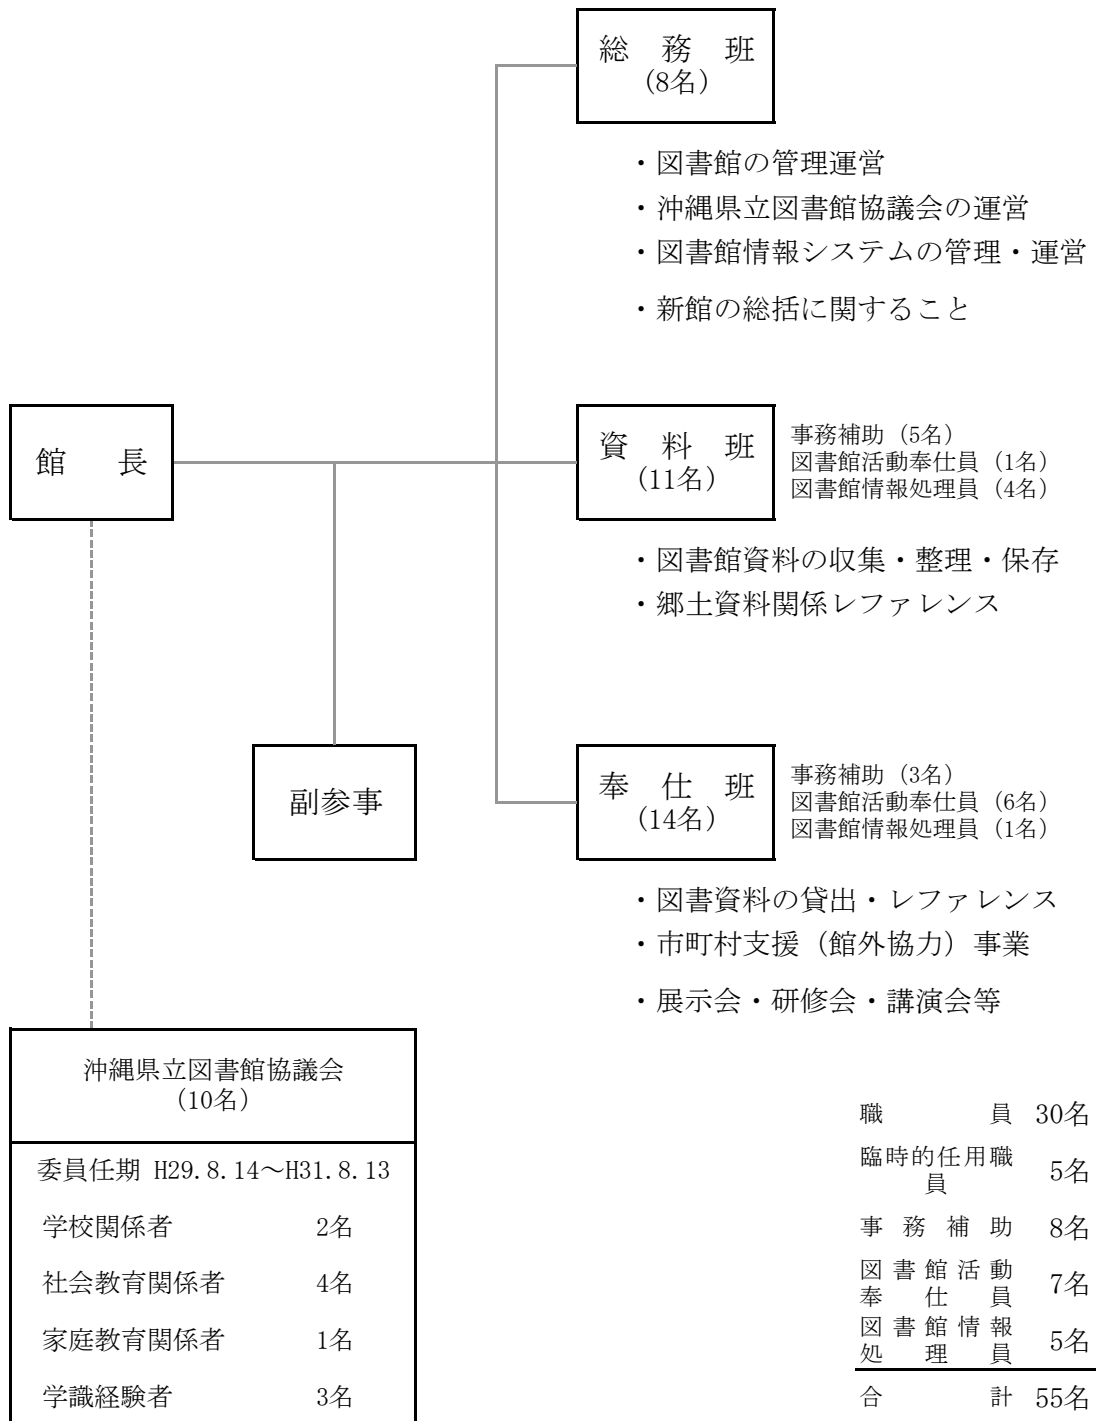 総務班
(8名)
・図書館の管理運営
・沖縄県立図書館協議会の運営
・図書館情報システムの管理・運営
・新館の総括に関すること
館長
資料班
(11名)
事務補助（5名）
図書館活動奉仕員（1名）
図書館情報処理員（4名）
・図書館資料の収集・整理・保存
・郷土資料関係レファレンス
副参事
奉仕班
(14名)
事務補助（3名）
図書館活動奉仕員（6名）
図書館情報処理員（1名）
・図書資料の貸出・レファレンス
・市町村支援（館外協力）事業
・展示会・研修会・講演会等
沖縄県立図書館協議会
(10名)
委員任期 H29.8.14～H31.8.13
学校関係者 2名
社会教育関係者 4名
家庭教育関係者 1名
学識経験者 3名
職員 30名
臨時的任用職
員 5名
事務補助 8名
図書館活動
奉仕員 7名
図書館情報
処理員 5名
合計 55名